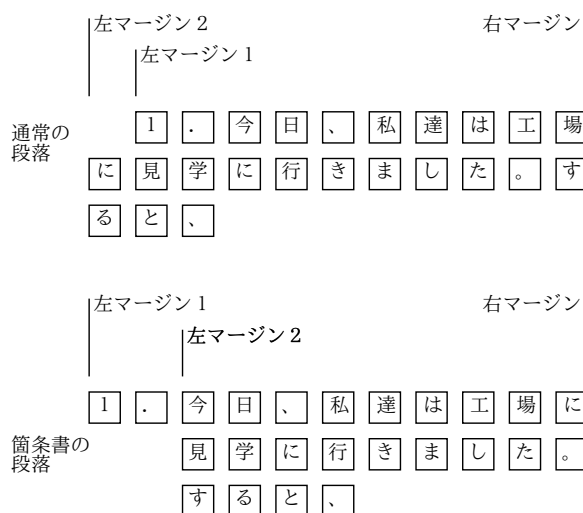 左マージン 2 右マージン
左マージン 1
通常の
段落
1．今日、私達は工場
に見学に行きました。す
ると、
左マージン 1 右マージン
左マージン 2
箇条書の
段落
1．今日、私達は工場に
見学に行きました。
すると、